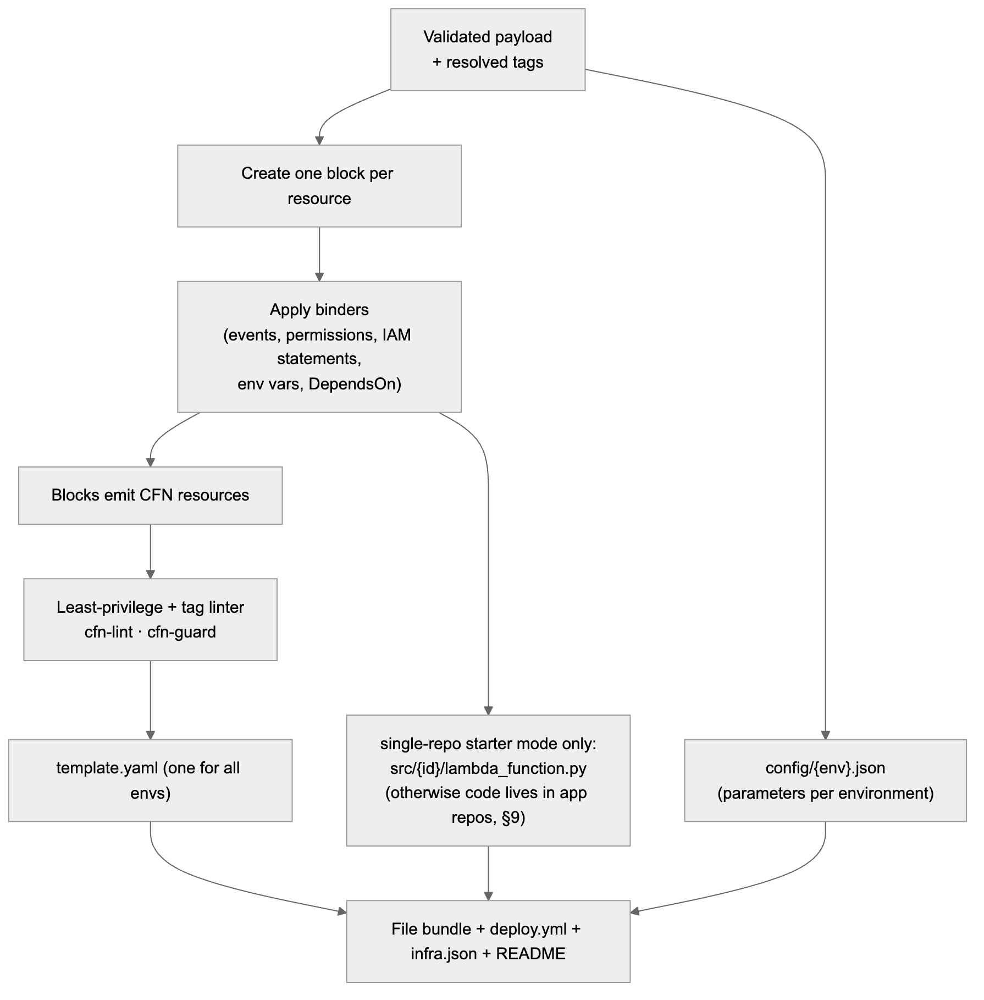 Validated payload
+ resolved tags
Create one block per
resource
Apply binders
(events, permissions, IAM
statements,
env vars, DependsOn)
Blocks emit CFN resources
Least-privilege + tag linter
cfn-lint · cfn-guard
template.yaml (one for all
envs)
single-repo starter mode only:
src/{id}/lambda_function.py
(otherwise code lives in app
repos, §9)
config/{env}.json
(parameters per environment)
File bundle + deploy.yml +
infra.json + README